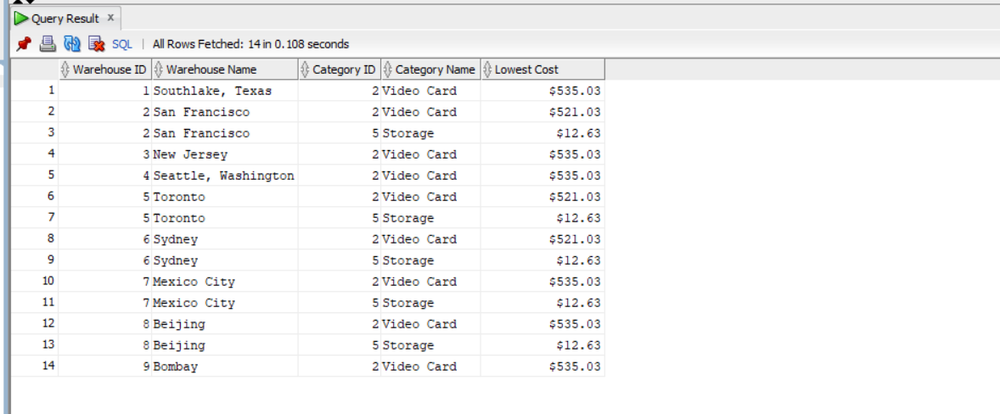 Query Result x
SQL | All Rows Fetched: 14 in 0.108 seconds
Warehouse ID Warehouse Name Category ID Category Name Lowest Cost
1 1 Southlake, Texas 2 Video Card $535.03
2 2 San Francisco 2 Video Card $521.03
3 2 San Francisco 5 Storage $12.63
4 3 New Jersey 2 Video Card $535.03
5 4 Seattle, Washington 2 Video Card $535.03
6 5 Toronto 2 Video Card $521.03
7 5 Toronto 5 Storage $12.63
8 6 Sydney 2 Video Card $521.03
9 6 Sydney 5 Storage $12.63
10 7 Mexico City 2 Video Card $535.03
11 7 Mexico City 5 Storage $12.63
12 8 Beijing 2 Video Card $535.03
13 8 Beijing 5 Storage $12.63
14 9 Bombay 2 Video Card $535.03